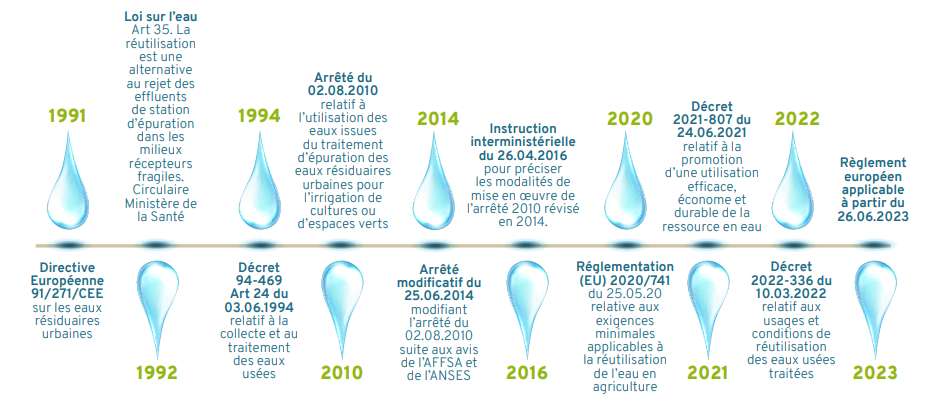 1991
Directive
Européenne
91/271/CEE
sur les eaux
résiduaires
urbaines
Loi sur l'eau
Art 35. La
réutilisation
est une
alternative
au rejet des
effluents
de station
d'épuration
dans les
milieux
récepteurs
fragiles.
Circulaire
Ministère de
la Santé
1992
1994
Décret
94-469
Art 24 du
03.06.1994
relatif à la
collecte et au
traitement
des eaux
usées
Arrêté du
02.08.2010
relatif à
l'utilisation des
eaux issues
du traitement
d'épuration des
eaux résiduaires
urbaines pour
l'irrigation de
cultures ou
d'espaces verts
2010
2014
Arrêté
modificatif du
25.06.2014
modifiant
l'arrêté du
02.08.2010
suite aux avis
de l'AFFSA et
de l'ANSES
Instruction
interministérielle
du 26.04.2016
pour préciser
les modalités de
mise en œuvre de
l'arrêté 2010 révisé
en 2014.
2016
2020
Réglementation
(EU) 2020/741
du 25.05.20
relative aux
exigences
minimales
applicables à
la réutilisation
de l'eau en
agriculture
Décret
2021-807 du
24.06.2021
relatif à la
promotion
d'une utilisation
efficace,
économe et
durable de la
ressource en eau
2021
2022
Décret
2022-336 du
10.03.2022
relatif aux
usages et
conditions de
réutilisation
des eaux usées
traitées
Règlement
européen
applicable
à partir du
26.06.2023
2023